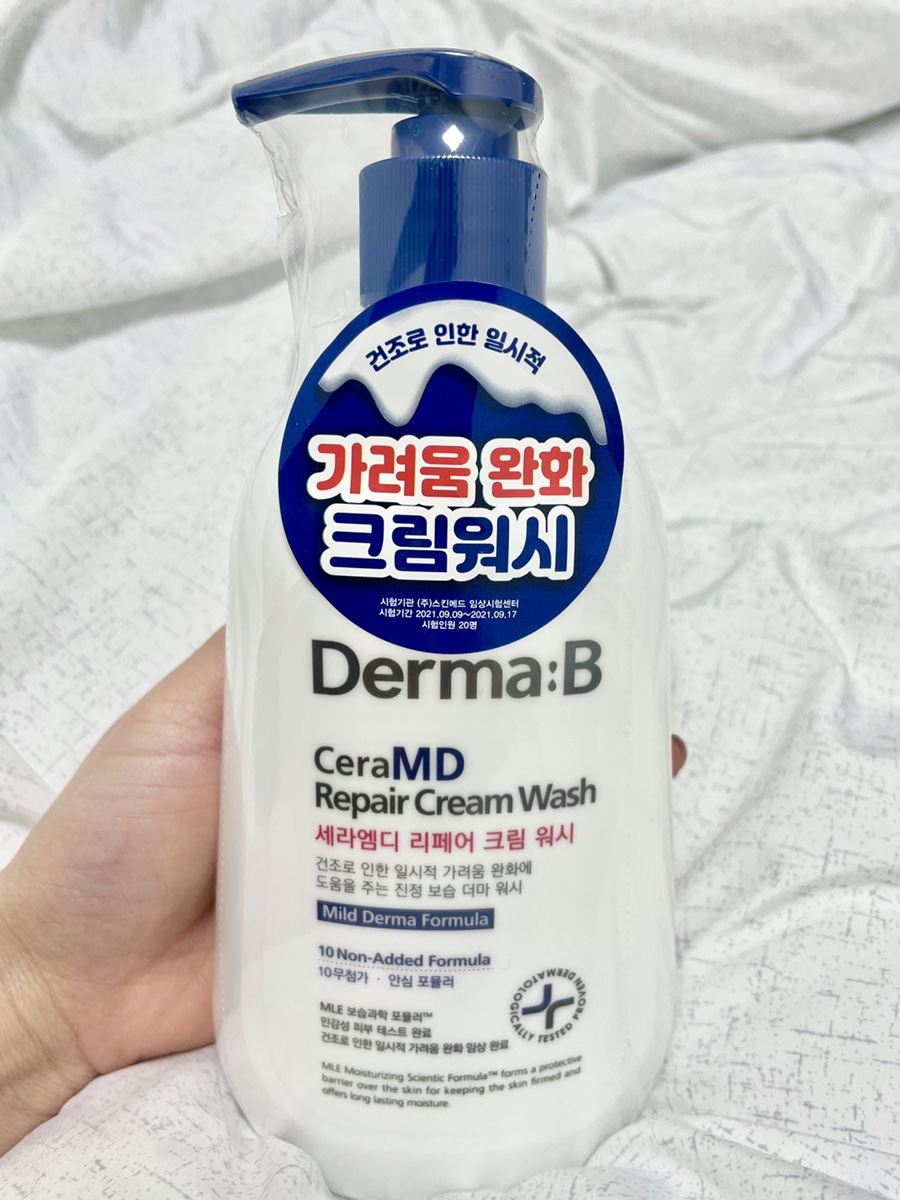 건조로 인한 일시적
가려움 완화
크림워시
시험기관 (주)스킨메드 임상시험센터
시험기간 2021.09.09~2021.09.17
시험인원 20명
Derma:B
CeraMD
Repair Cream Wash
세라엠디 리페어 크림 워시
건조로 인한 일시적 가려움 완화에
도움을 주는 진정 보습 더마 워시
Mild Derma Formula
10 Non-Added Formula
10무첨가 · 안심 포뮬러
DERMATOLOGICALLY TESTED PROVEN
MLE 보습과학 포뮬러™
민감성 피부 테스트 완료
건조로 인한 일시적 가려움 완화 임상 완료
MLE Moisturizing Scientic Formula™ forms a protective
barrier over the skin for keeping the skin firmed and
offers long lasting moisture.